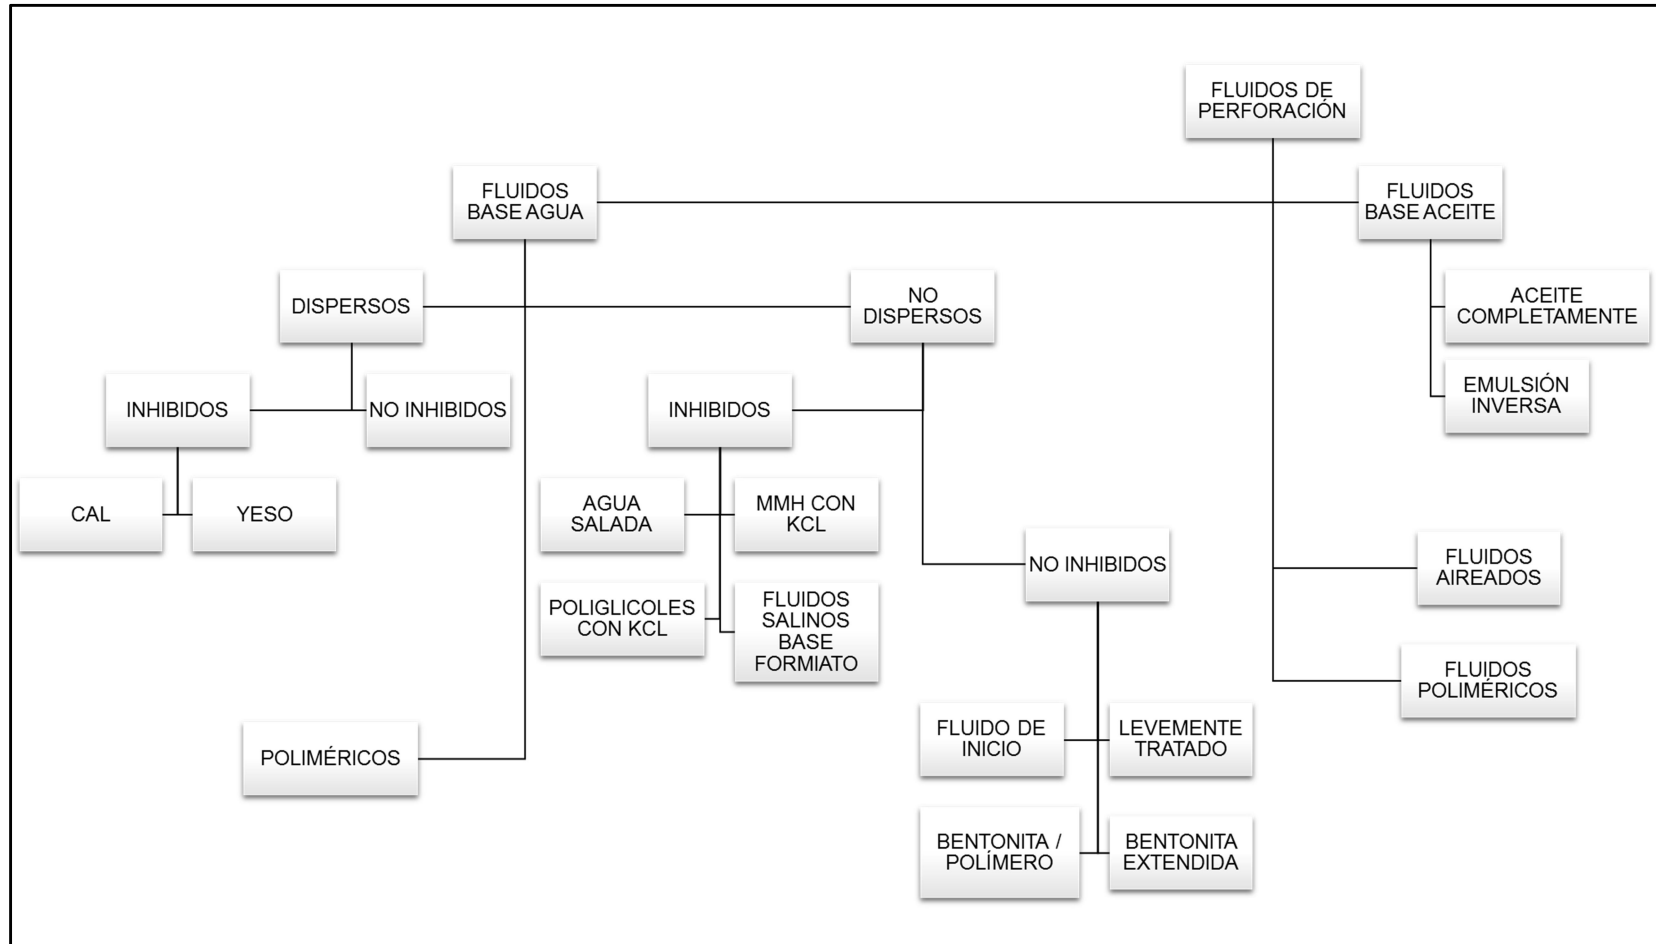 FLUIDOS DE
PERFORACIÓN
FLUIDOS
BASE AGUA
FLUIDOS
BASE ACEITE
DISPERSOS
NO
DISPERSOS
ACEITE
COMPLETAMENTE
INHIBIDOS
NO INHIBIDOS
INHIBIDOS
EMULSIÓN
INVERSA
CAL
YESO
AGUA
SALADA
MMH CON
KCL
NO INHIBIDOS
FLUIDOS
AIREADOS
POLIGLICOLES
CON KCL
FLUIDOS
SALINOS
BASE
FORMIATO
FLUIDOS
POLIMÉRICOS
POLIMÉRICOS
FLUIDO DE
INICIO
LEVEMENTE
TRATADO
BENTONITA /
POLÍMERO
BENTONITA
EXTENDIDA